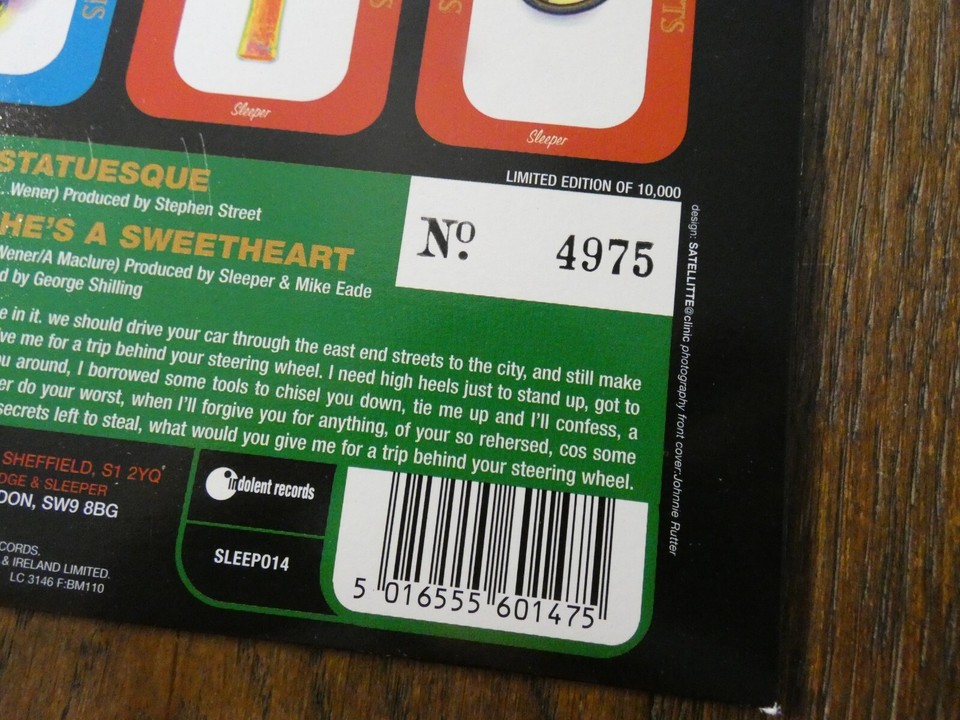 Sleeper
Sleeper
STATUESQUE
Wener) Produced by Stephen Street
HE'S A SWEETHEART
Wener/A Maclure) Produced by Sleeper & Mike Eade
d by George Shilling
LIMITED EDITION OF 10,000
Nº. 4975
e in it. we should drive your car through the east end streets to the city, and still make
ve me for a trip behind your steering wheel. I need high heels just to stand up, got to
u around, I borrowed some tools to chisel you down, tie me up and I'll confess, a
er do your worst, when I'll forgive you for anything, of your so rehersed, cos some
secrets left to steal, what would you give me for a trip behind your steering wheel.
SHEFFIELD, S1 2YQ
DGE & SLEEPER
DON, SW9 8BG
CORDS.
& IRELAND LIMITED.
LC 3146 F:BM110
Indolent records
SLEEP014
5 016555 601475
design: SATELLITTE@clinic photography front cover:Johnnie Rutter